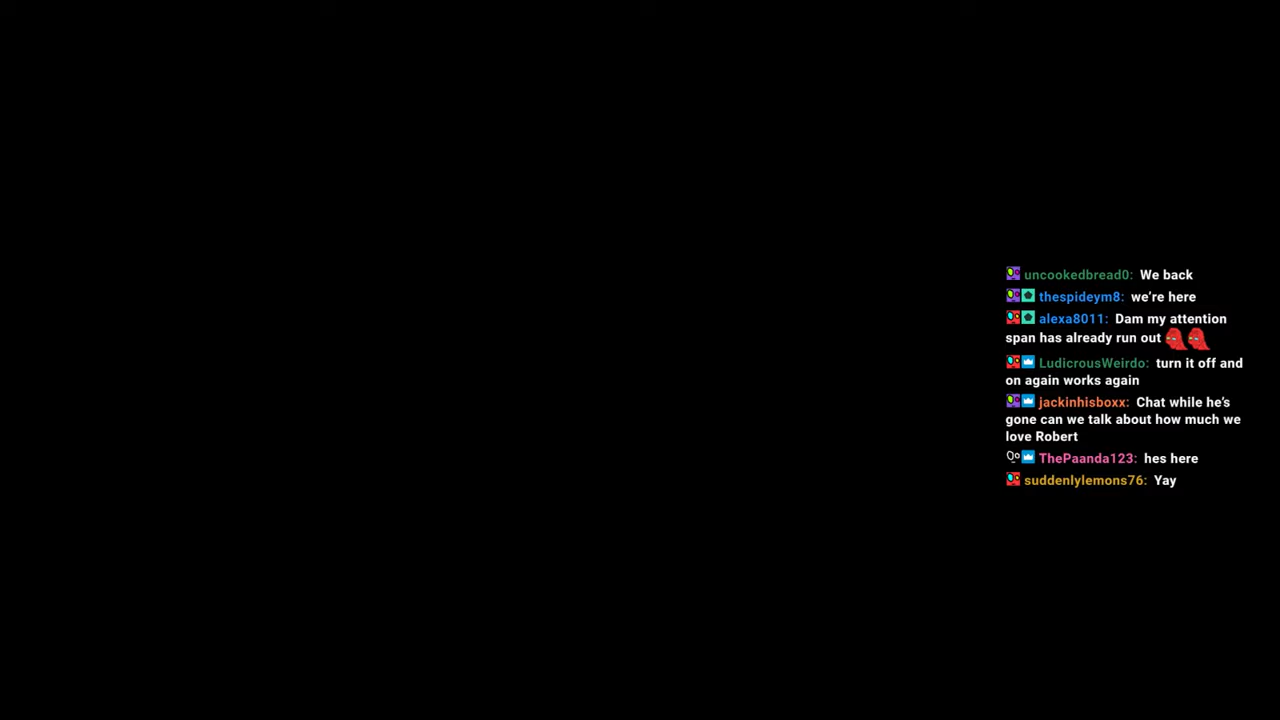 uncookedbread0: We back
thespideym8: we’re here
alexa8011: Dam my attention
span has already run out
LudicrousWeirdo: turn it off and
on again works again
jackinhisboxx: Chat while he’s
gone can we talk about how much we
love Robert
ThePaanda123: hes here
suddenlylemons76: Yay